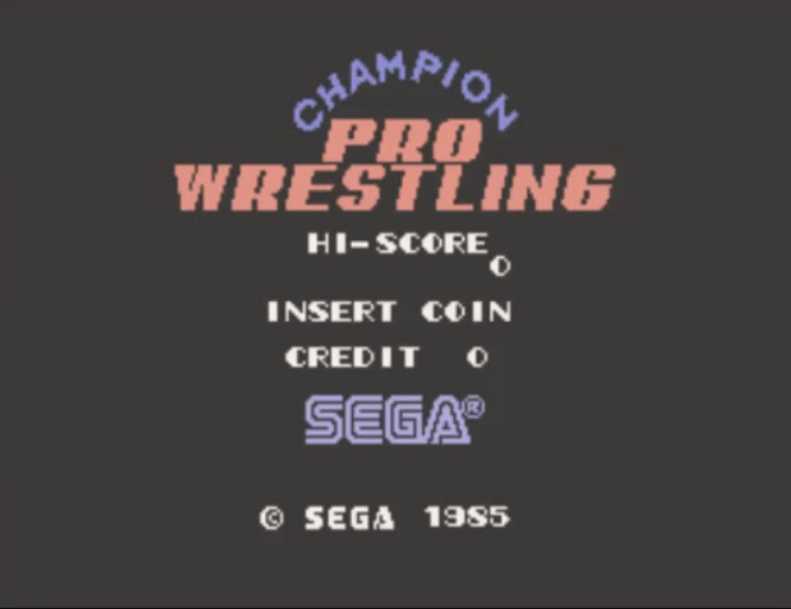 CHAMPION
PRO
WRESTLING
HI-SCORE
0
INSERT COIN
CREDIT 0
SEGA®
© SEGA 1985